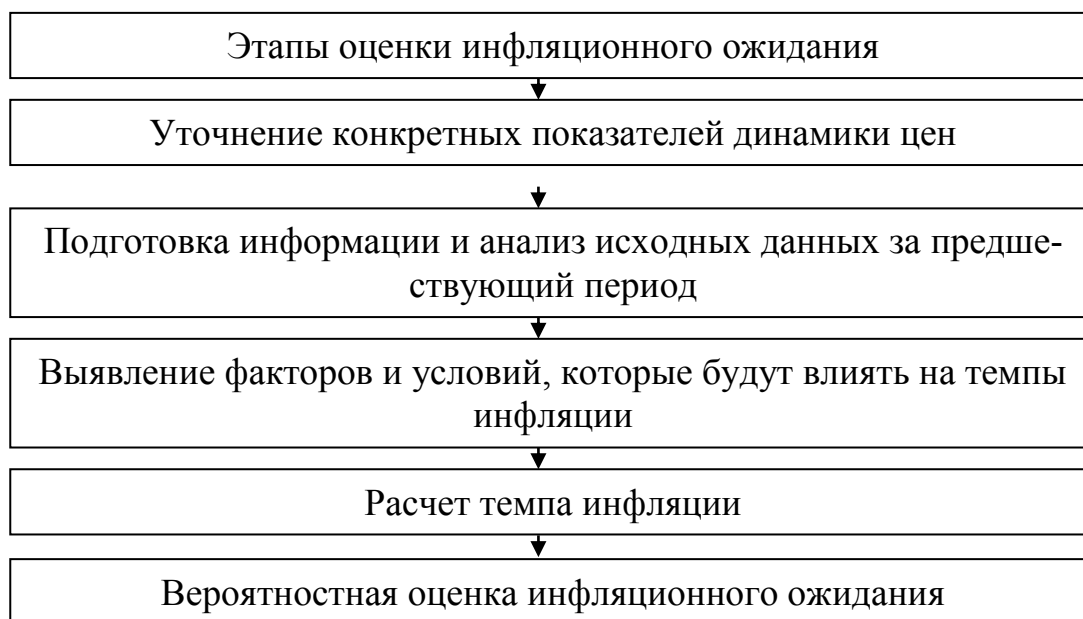 Этапы оценки инфляционного ожидания
Уточнение конкретных показателей динамики цен
Подготовка информации и анализ исходных данных за предше-
ствующий период
Выявление факторов и условий, которые будут влиять на темпы
инфляции
Расчет темпа инфляции
Вероятностная оценка инфляционного ожидания